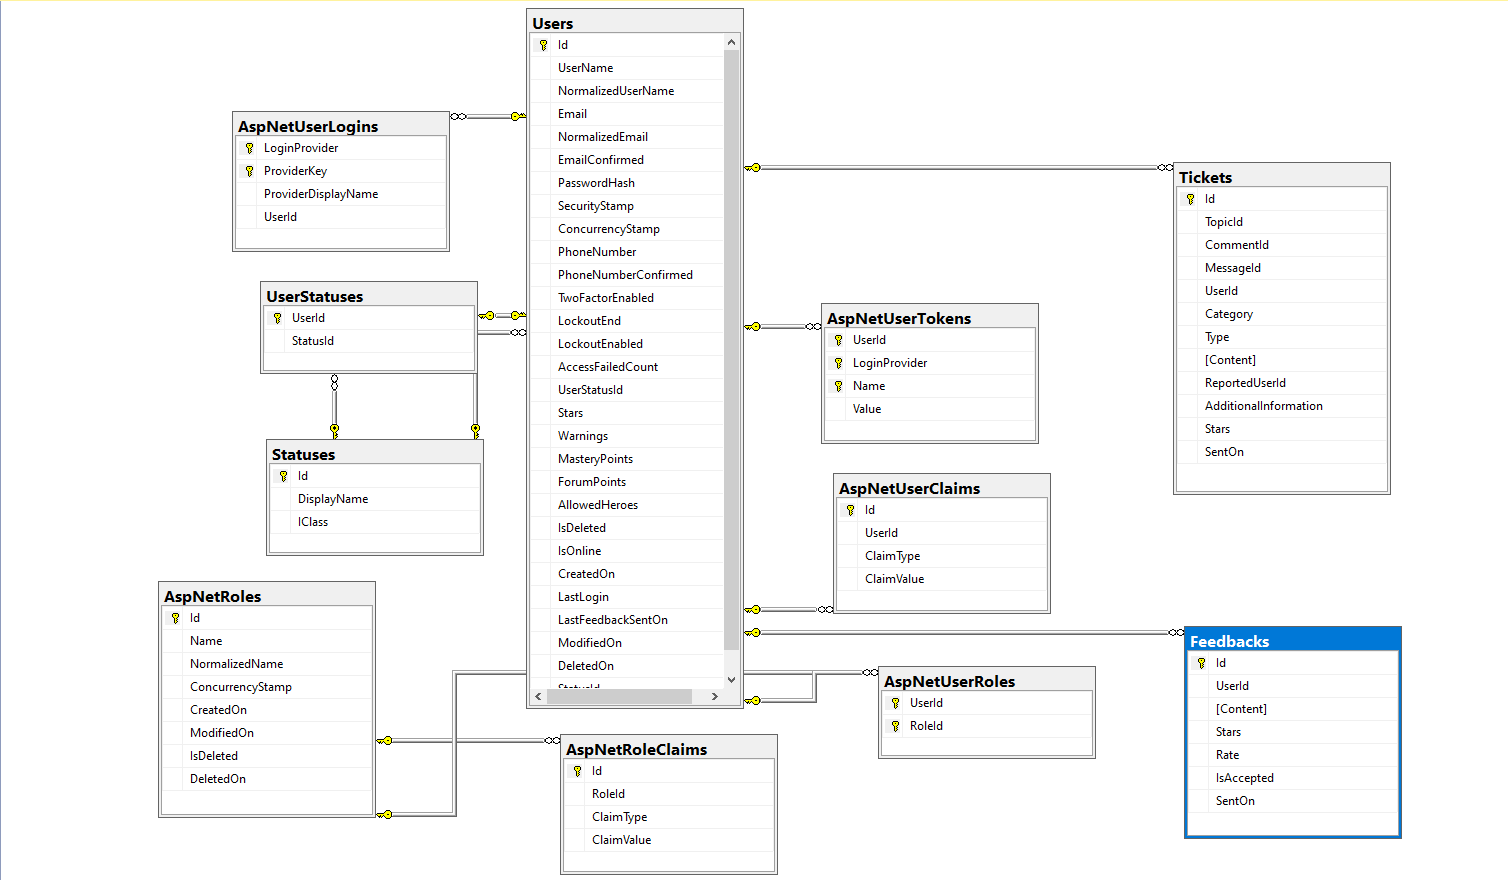 Users
Id
UserName
NormalizedUserName
Email
NormalizedEmail
EmailConfirmed
PasswordHash
SecurityStamp
ConcurrencyStamp
PhoneNumber
PhoneNumberConfirmed
TwoFactorEnabled
LockoutEnd
LockoutEnabled
AccessFailedCount
UserStatusId
Stars
Warnings
MasteryPoints
ForumPoints
AllowedHeroes
IsDeleted
IsOnline
CreatedOn
LastLogin
LastFeedbackSentOn
ModifiedOn
DeletedOn
StatusId
AspNetUserLogins
LoginProvider
ProviderKey
ProviderDisplayName
UserId
UserStatuses
UserId
StatusId
Statuses
Id
DisplayName
IClass
AspNetRoles
Id
Name
NormalizedName
ConcurrencyStamp
CreatedOn
ModifiedOn
IsDeleted
DeletedOn
AspNetRoleClaims
Id
RoleId
ClaimType
ClaimValue
Tickets
Id
TopicId
CommentId
MessageId
UserId
Category
Type
[Content]
ReportedUserId
AdditionalInformation
Stars
SentOn
AspNetUserTokens
UserId
LoginProvider
Name
Value
AspNetUserClaims
Id
UserId
ClaimType
ClaimValue
Feedbacks
Id
UserId
[Content]
Stars
Rate
IsAccepted
SentOn
AspNetUserRoles
UserId
RoleId